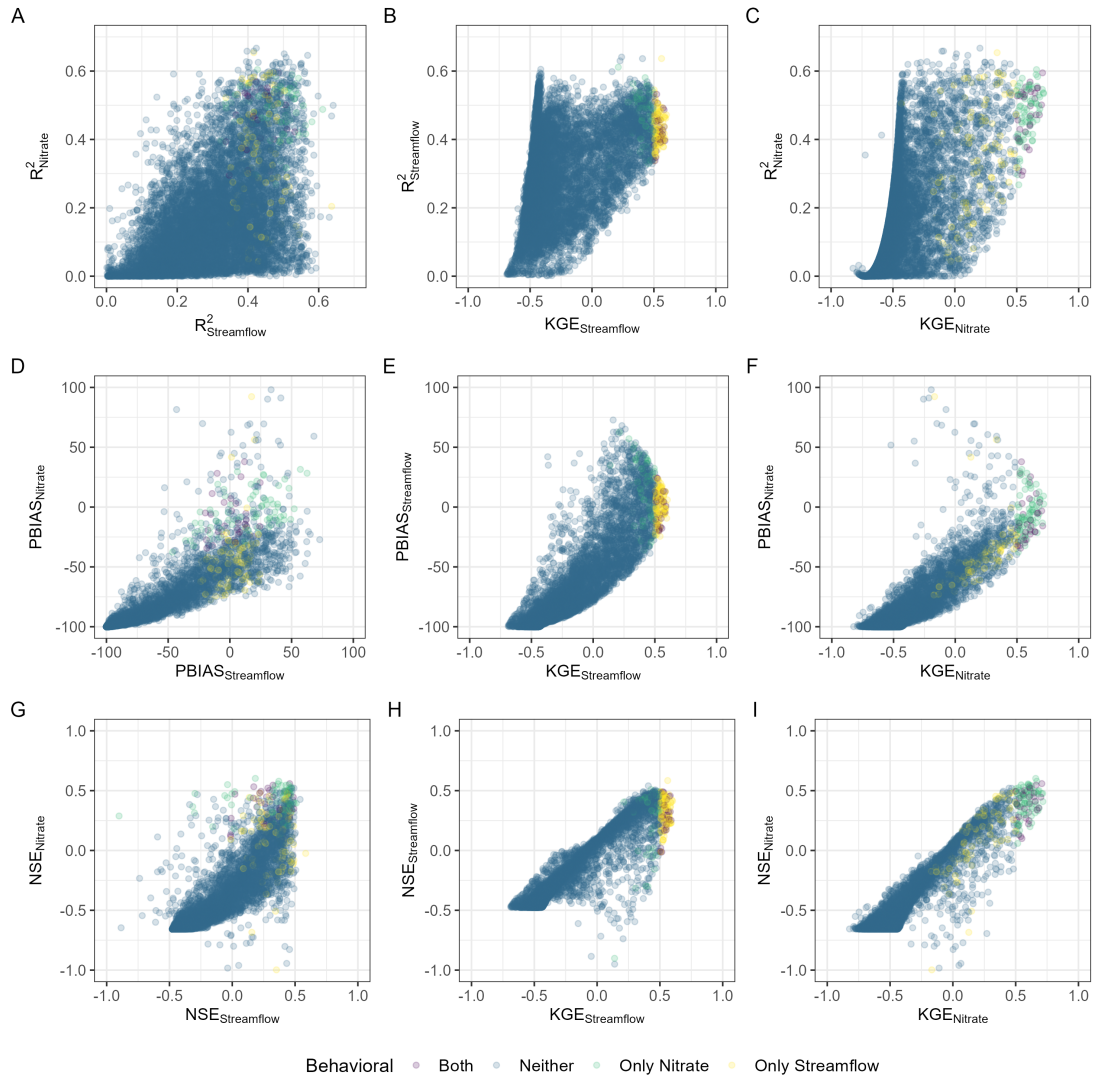 A B C
0.6 0.6 0.6
0.4 0.4 0.4
0.2 0.2 0.2
0.0 0.0 0.0
R²Nitrate R²Streamflow R²Nitrate
0.0 0.2 0.4 0.6 -1.0 -0.5 0.0 0.5 1.0 -1.0 -0.5 0.0 0.5 1.0
R²Streamflow KGEStreamflow KGENitrate
D E F
100 100 100
50 50 50
0 0 0
-50 -50 -50
-100 -100 -100
PBIASNitrate PBIASStreamflow PBIASNitrate
-100 -50 0 50 100 -1.0 -0.5 0.0 0.5 1.0 -1.0 -0.5 0.0 0.5 1.0
PBIASStreamflow KGEStreamflow KGENitrate
G H I
1.0 1.0 1.0
0.5 0.5 0.5
0.0 0.0 0.0
-0.5 -0.5 -0.5
-1.0 -1.0 -1.0
NSENitrate NSEStreamflow NSENitrate
-1.0 -0.5 0.0 0.5 1.0 -1.0 -0.5 0.0 0.5 1.0 -1.0 -0.5 0.0 0.5 1.0
NSEStreamflow KGEStreamflow KGENitrate
Behavioral Both Neither Only Nitrate Only Streamflow